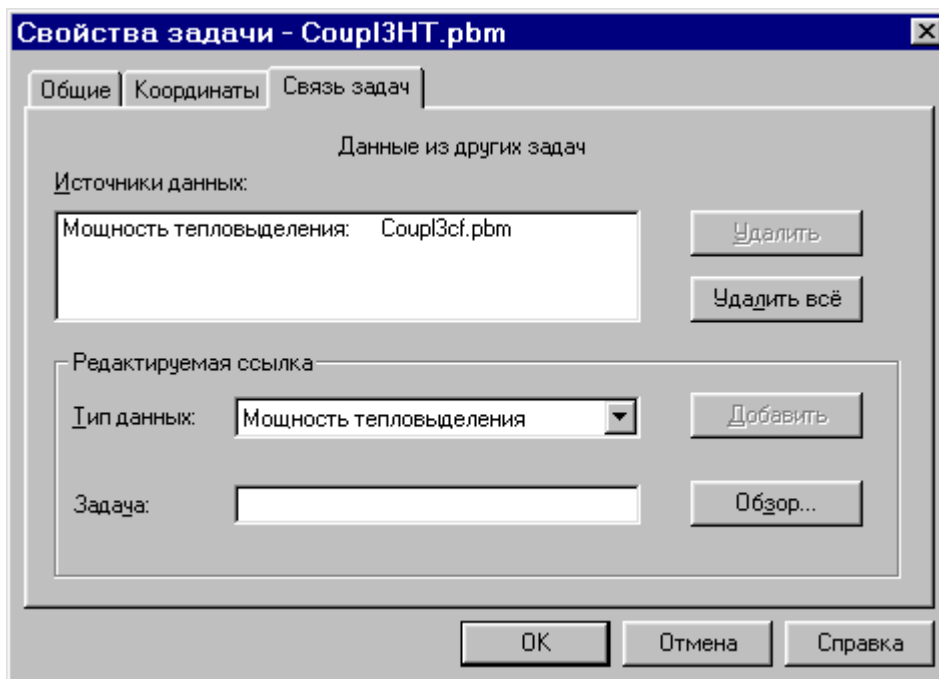 Свойства задачи - Coupl3HT.pbm
Общие Координаты Связь задач
Данные из других задач
Источники данных:
Мощность тепловыделения: Coupl3cf.pbm
Удалить
Удалить всё
Редактируемая ссылка
Тип данных: Мощность тепловыделения Добавить
Задача: Обзор...
OK Отмена Справка